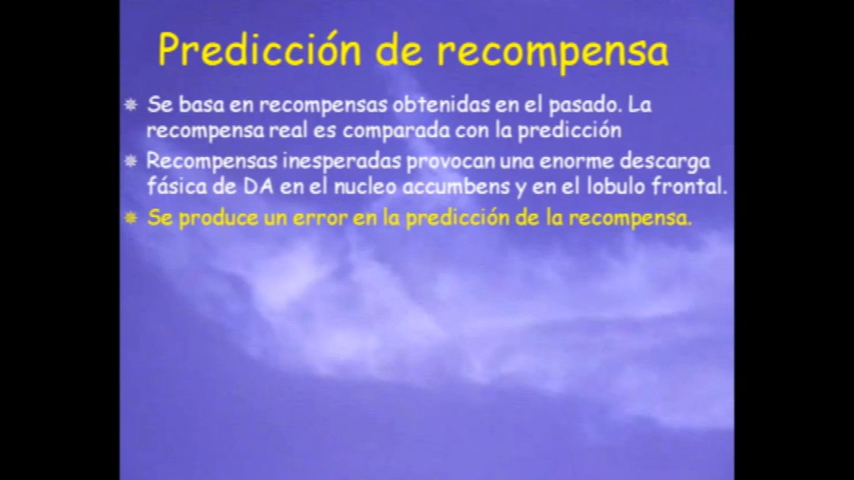 Predicción de recompensa
Se basa en recompensas obtenidas en el pasado. La
recompensa real es comparada con la predicción
Recompensas inesperadas provocan una enorme descarga
fásica de DA en el nucleo accumbens y en el lobulo frontal.
Se produce un error en la predicción de la recompensa.